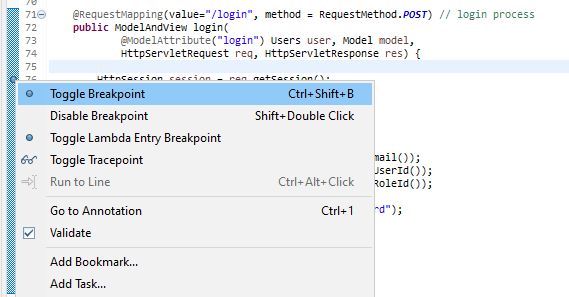 70
71 @RequestMapping(value="/login", method = RequestMethod.POST) // login process
72 public ModelAndView login(
73 @ModelAttribute("login") Users user, Model model,
74 HttpServletRequest req, HttpServletResponse res) {
75
76 HttpSession session = req.getSession();
Toggle Breakpoint Ctrl+Shift+B
Disable Breakpoint Shift+Double Click
Toggle Lambda Entry Breakpoint
Toggle Tracepoint mail());
Run to Line Ctrl+Alt+Click UserId());
RoleId());
Go to Annotation Ctrl+1 rd");
Validate
Add Bookmark...
Add Task...